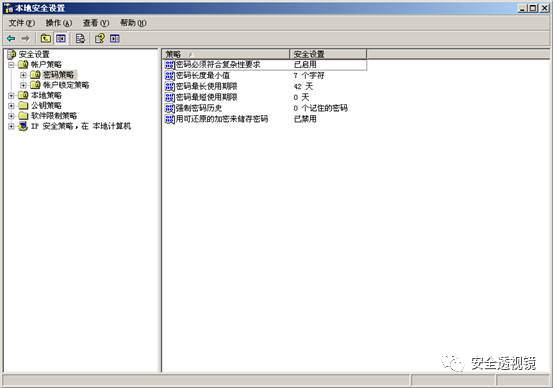 本地安全设置
文件(F) 操作(A) 查看(V) 帮助(H)
安全设置
帐户策略
密码策略
帐户锁定策略
本地策略
公钥策略
软件限制策略
IP 安全策略，在 本地计算机
策略 安全设置
密码必须符合复杂性要求 已启用
密码长度最小值 7 个字符
密码最长使用期限 42 天
密码最短使用期限 0 天
强制密码历史 0 个记住的密码
用可还原的加密来储存密码 已禁用
安全透视镜